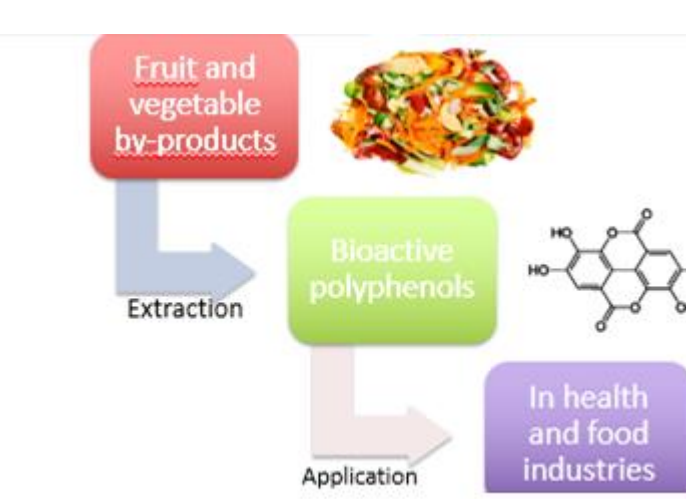 Fruit and
vegetable
by-products
Extraction
Bioactive
polyphenols
HO
HO
O
O
O
O
O
Application
In health
and food
industries